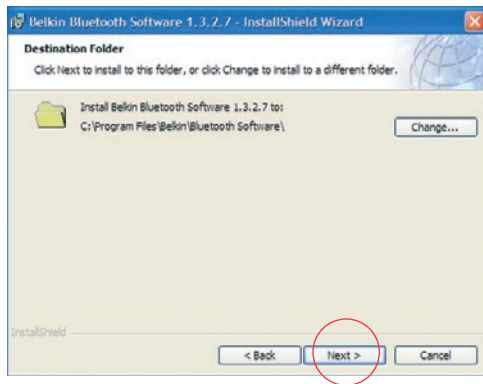 Belkin Bluetooth Software 1.3.2.7 - InstallShield Wizard
Destination Folder
Click Next to install to this folder, or click Change to install to a different folder.
Install Belkin Bluetooth Software 1.3.2.7 to:
C:\Program Files\Belkin\Bluetooth Software\
Change...
InstallShield
< Back
Next >
Cancel